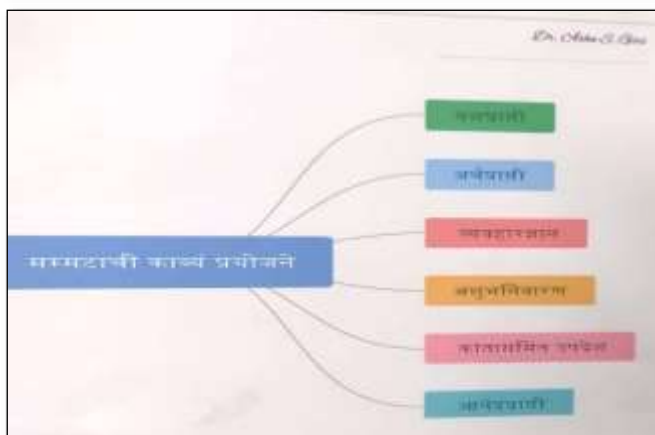 मम्मटाची काव्य प्रयोजने
यशप्राप्ती
अर्थप्राप्ती
व्यवहारज्ञान
अशुभनिवारण
कांतासंमित उपदेश
आनंदप्राप्ती